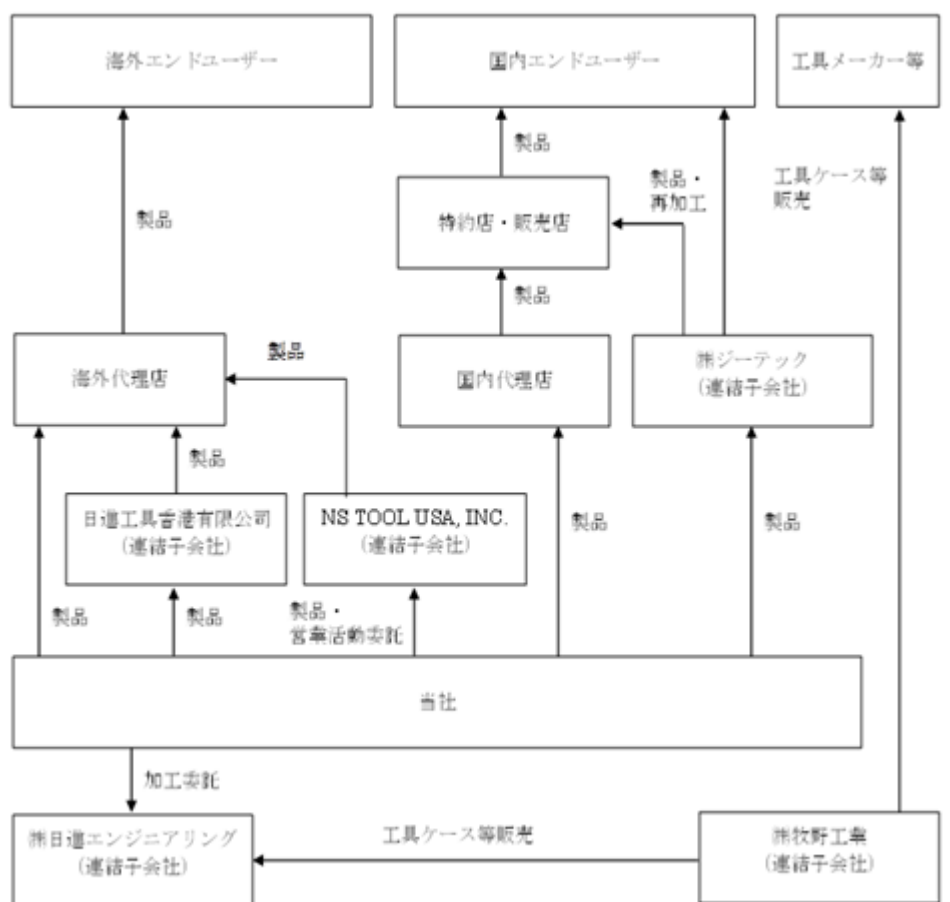 海外エンドユーザー
国内エンドユーザー
工具メーカー等
製品
製品・
再加工
工具ケース等
販売
製品
特約店・販売店
製品
製品
海外代理店
国内代理店
㈱ジーテック
(連結子会社)
製品
日進工具香港有限公司
(連結子会社)
NS TOOL USA, INC.
(連結子会社)
製品
製品
製品
製品
製品・
営業活動委託
当社
加工委託
㈱日進エンジニアリング
(連結子会社)
工具ケース等販売
㈱牧野工業
(連結子会社)